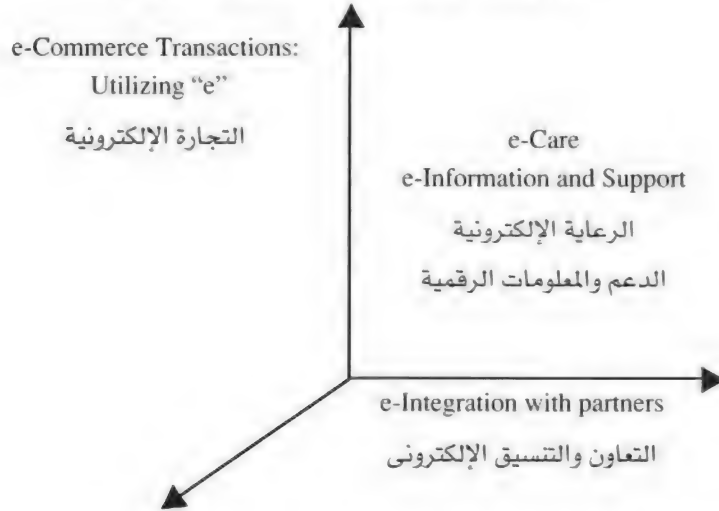 e-Commerce Transactions:
Utilizing “e”
التجارة الإلكترونية
e-Care
e-Information and Support
الرعاية الإلكترونية
الدعم والمعلومات الرقمية
e-Integration with partners
التعاون والتنسيق الإلكترونى